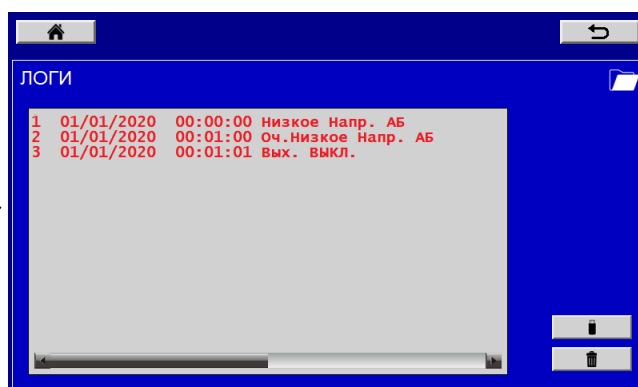 ЛОГИ
1 01/01/2020 00:00:00 Низкое Напр. АБ
2 01/01/2020 00:01:00 Оч.Низкое Напр. АБ
3 01/01/2020 00:01:01 Вых. ВЫКЛ.